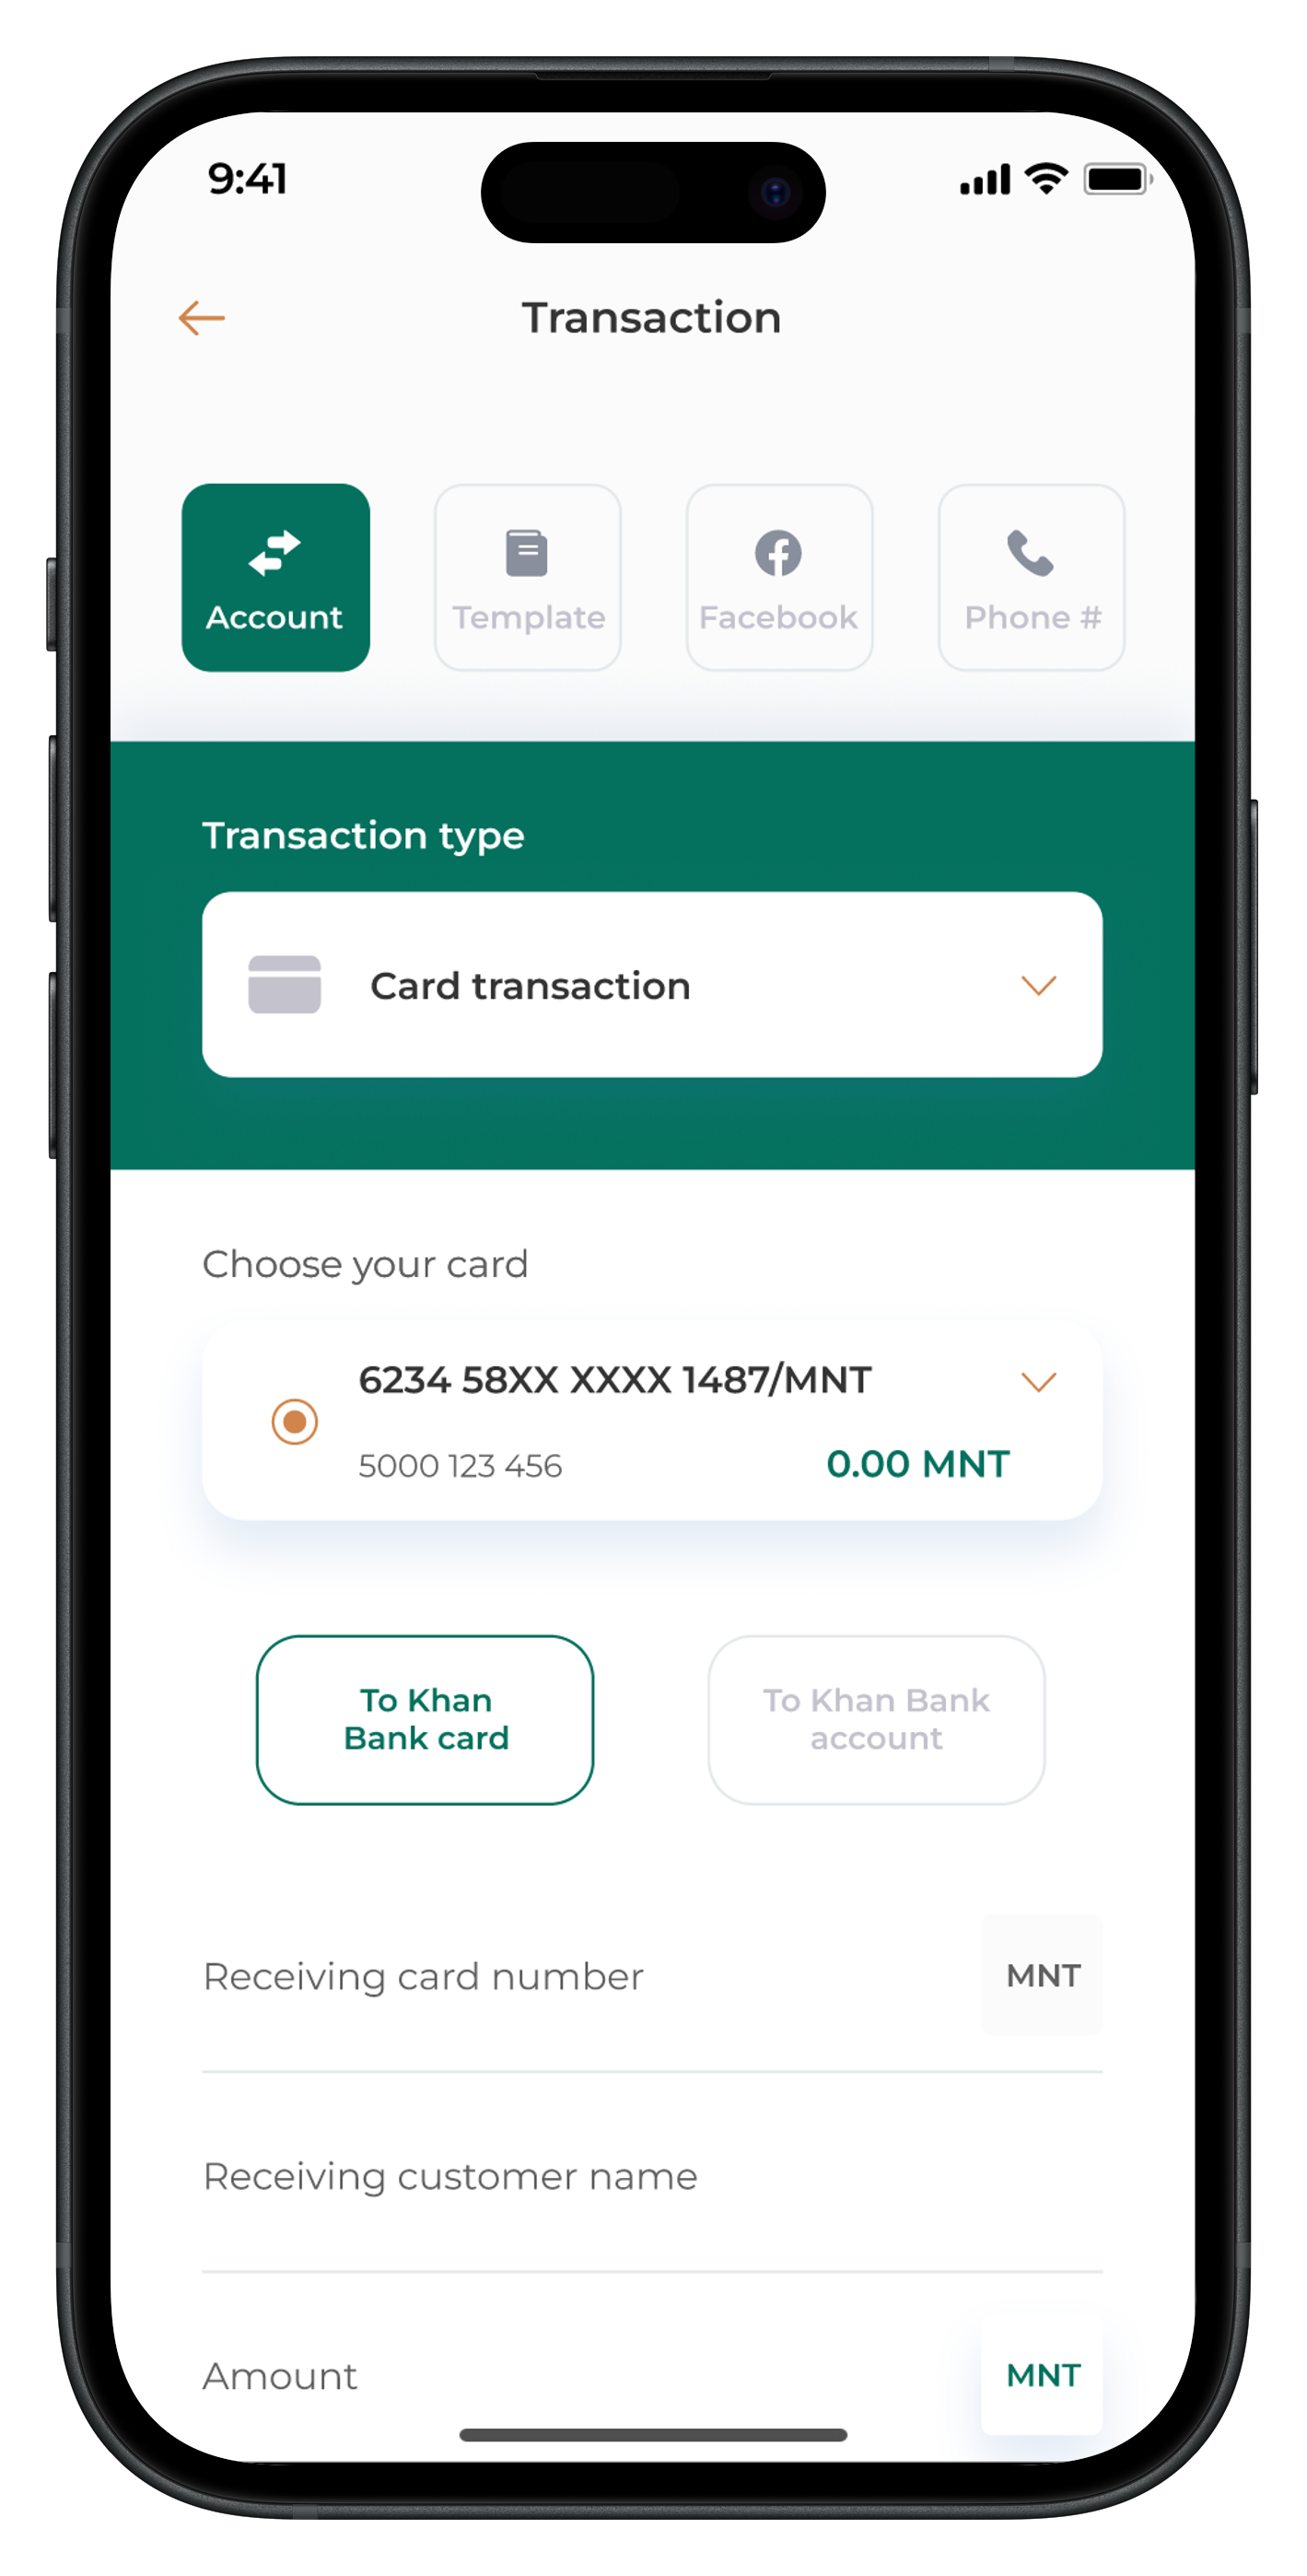 9:41
Transaction
Account
Template
Facebook
Phone #
Transaction type
Card transaction
Choose your card
6234 58XX XXXX 1487/MNT
5000 123 456
0.00 MNT
To Khan
Bank card
To Khan Bank
account
Receiving card number
MNT
Receiving customer name
Amount
MNT